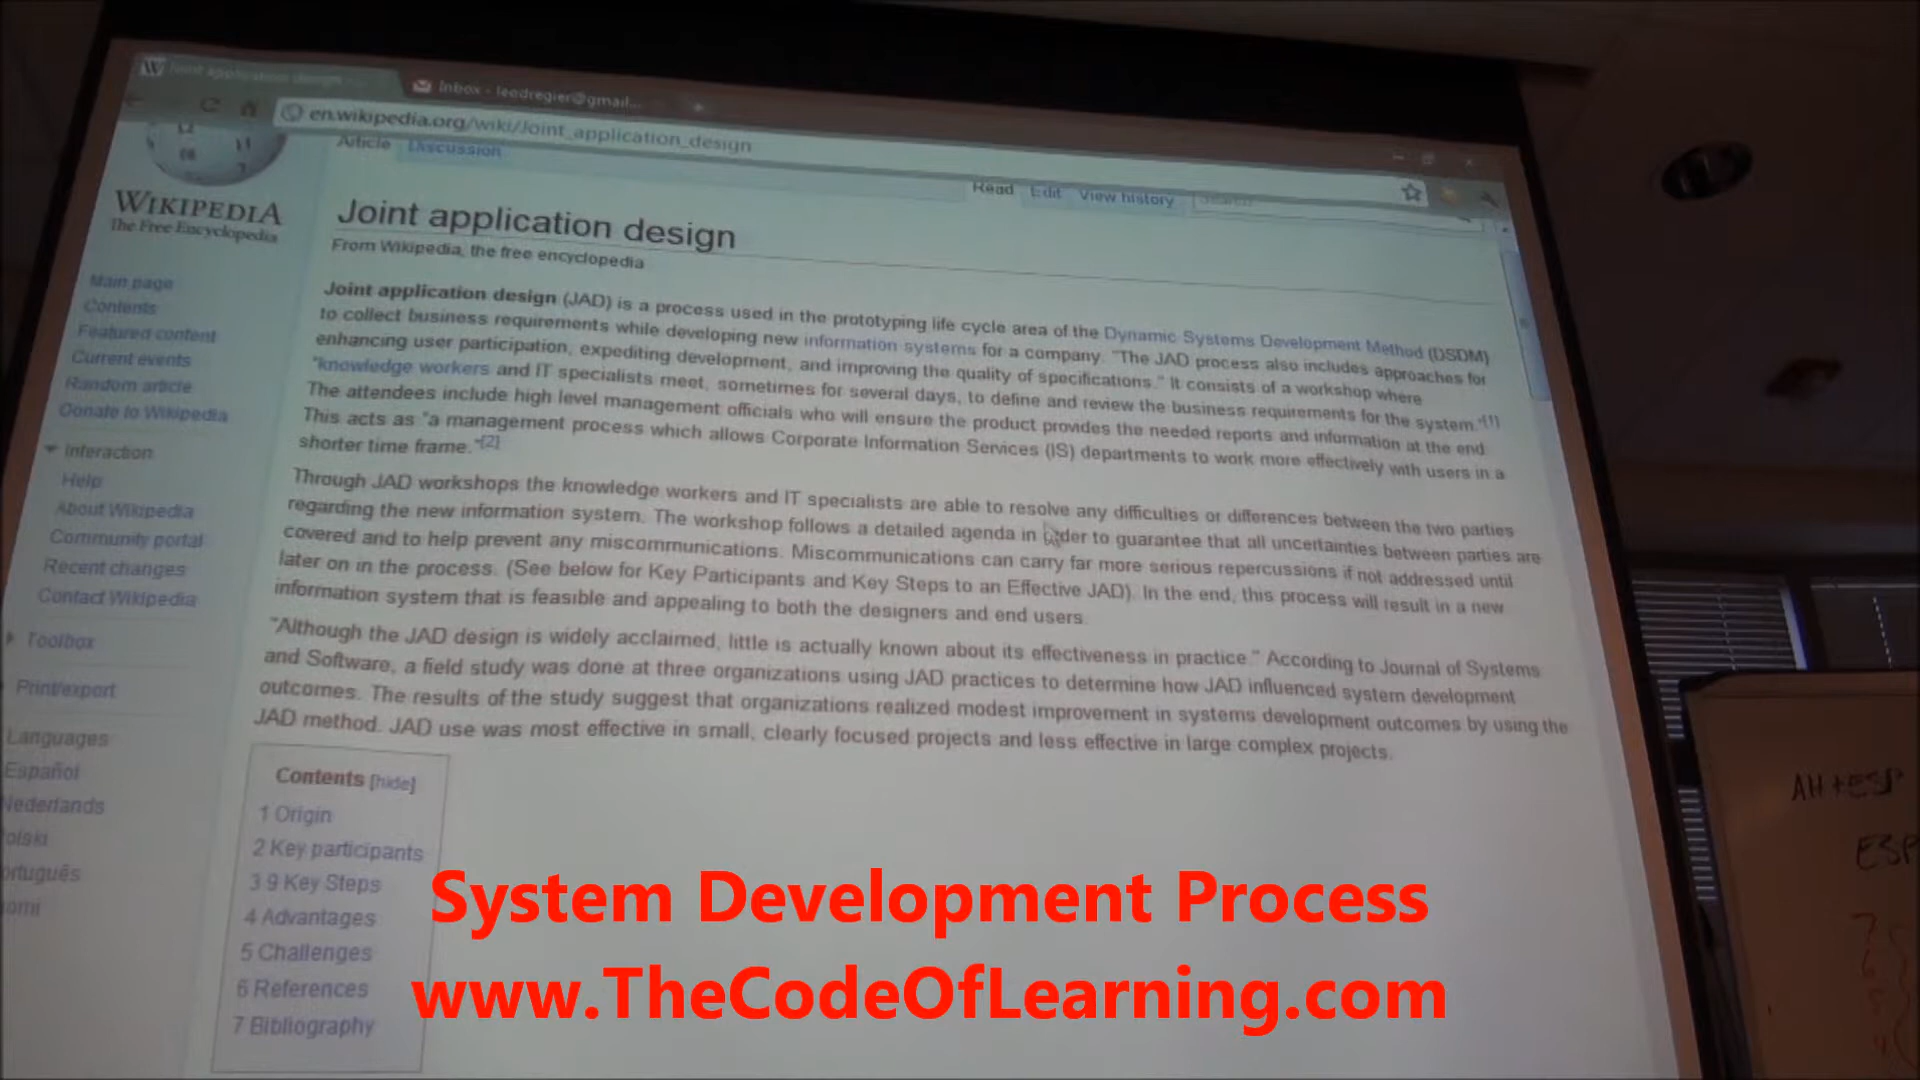 Joint application design
Inbox - leedregier@gmail...
en.wikipedia.org/wiki/Joint_application_design
Article Discussion
Read Edit View history
WIKIPEDIA
The Free Encyclopedia
Main page
Contents
Featured content
Current events
Random article
Donate to Wikipedia
Interaction
Help
About Wikipedia
Community portal
Recent changes
Contact Wikipedia
Toolbox
Print/export
Languages
Español
Nederlands
Joint application design
From Wikipedia, the free encyclopedia
Joint application design (JAD) is a process used in the prototyping life cycle area of the Dynamic Systems Development Method (DSDM)
to collect business requirements while developing new information systems for a company. "The JAD process also includes approaches for
enhancing user participation, expediting development, and improving the quality of specifications." It consists of a workshop where
"knowledge workers and IT specialists meet, sometimes for several days, to define and review the business requirements for the system."[1]
The attendees include high level management officials who will ensure the product provides the needed reports and information at the end.
This acts as "a management process which allows Corporate Information Services (IS) departments to work more effectively with users in a
shorter time frame."[2]
Through JAD workshops the knowledge workers and IT specialists are able to resolve any difficulties or differences between the two parties
regarding the new information system. The workshop follows a detailed agenda in order to guarantee that all uncertainties between parties are
covered and to help prevent any miscommunications. Miscommunications can carry far more serious repercussions if not addressed until
later on in the process. (See below for Key Participants and Key Steps to an Effective JAD). In the end, this process will result in a new
information system that is feasible and appealing to both the designers and end users.
"Although the JAD design is widely acclaimed, little is actually known about its effectiveness in practice." According to Journal of Systems
and Software, a field study was done at three organizations using JAD practices to determine how JAD influenced system development
outcomes. The results of the study suggest that organizations realized modest improvement in systems development outcomes by using the
JAD method. JAD use was most effective in small, clearly focused projects and less effective in large complex projects.
Contents [hide]
1 Origin
2 Key participants
3 9 Key Steps
4 Advantages
5 Challenges
6 References
7 Bibliography
AH+ESP
ESP
System Development Process
www.TheCodeOfLearning.com